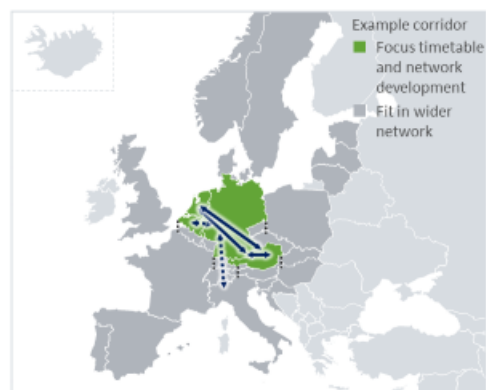 Example corridor
Focus timetable
and network
development
Fit in wider
network